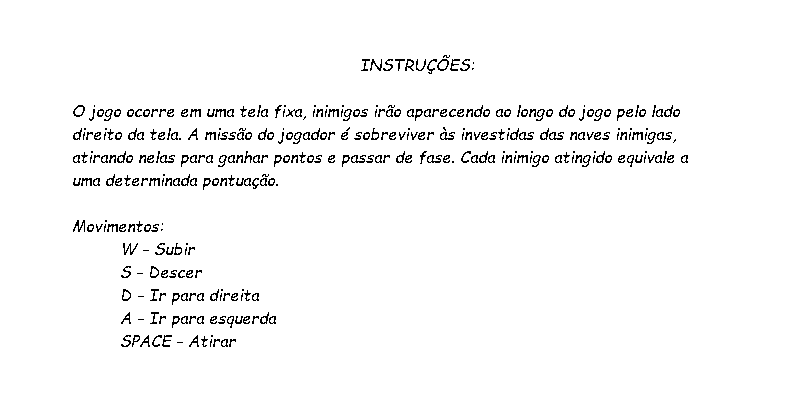 INSTRUÇÕES:
O jogo ocorre em uma tela fixa, inimigos irão aparecendo ao longo do jogo pelo lado
direito da tela. A missão do jogador é sobreviver às investidas das naves inimigas,
atirando nelas para ganhar pontos e passar de fase. Cada inimigo atingido equivale a
uma determinada pontuação.
Movimentos:
W – Subir
S – Descer
D – Ir para direita
A – Ir para esquerda
SPACE – Atirar